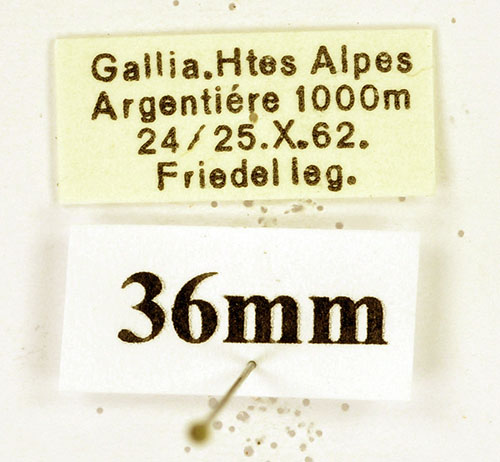 Gallia.Htes Alpes
Argentiére 1000m
24/25.X.62.
Friedel leg.
36mm